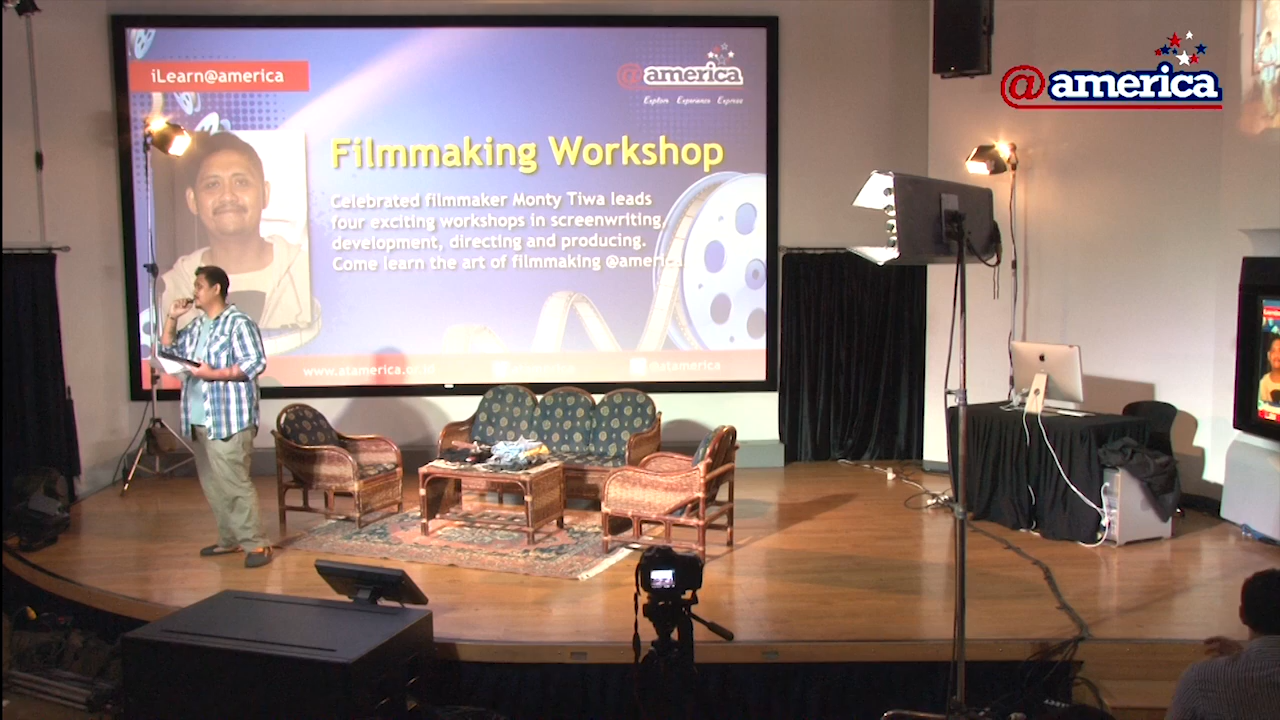 iLearn@america
@america
Explore Experience Express
Filmmaking Workshop
Celebrated filmmaker Monty Tiwa leads
four exciting workshops in screenwriting,
development, directing and producing.
Come learn the art of filmmaking @america
www.atamerica.or.id
@atamerica
@america